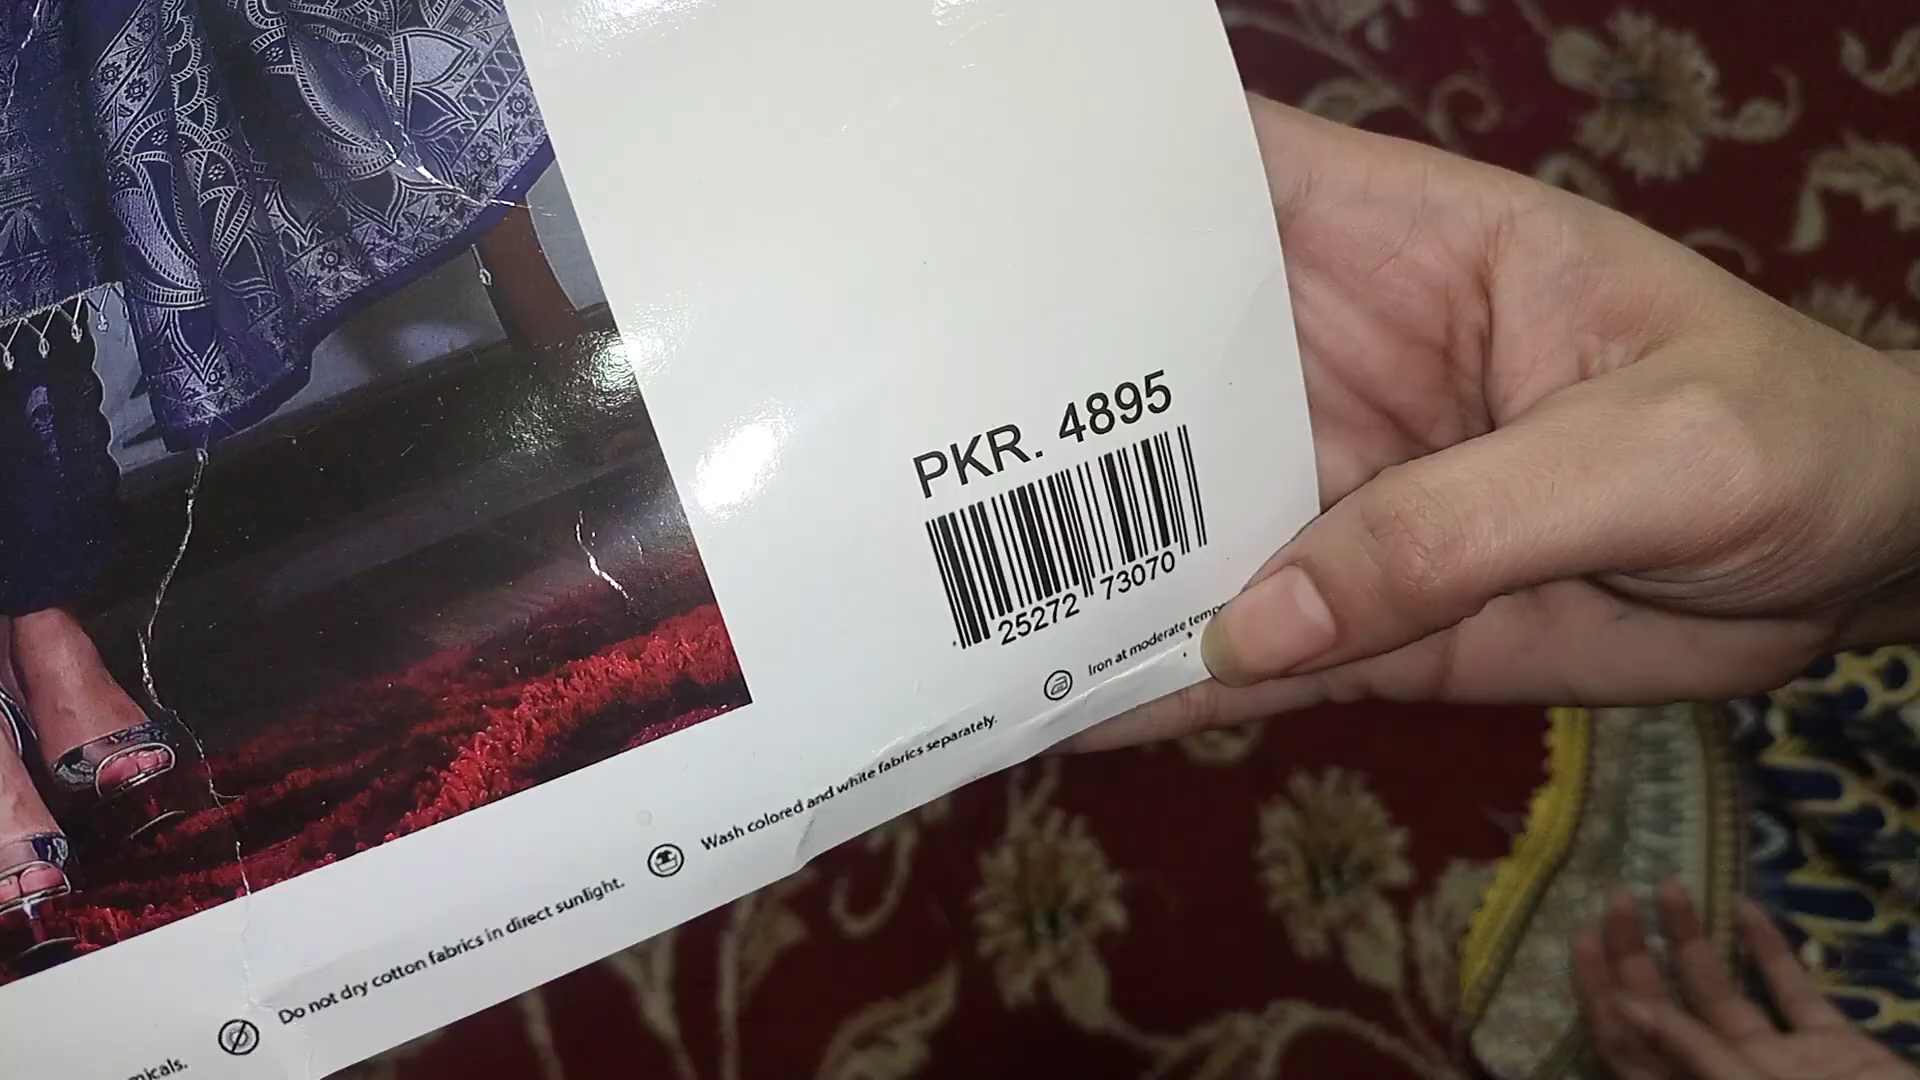 PKR. 4895
25272 73070
Iron at moderate
Wash colored and white fabrics separately.
Do not dry cotton fabrics in direct sunlight.